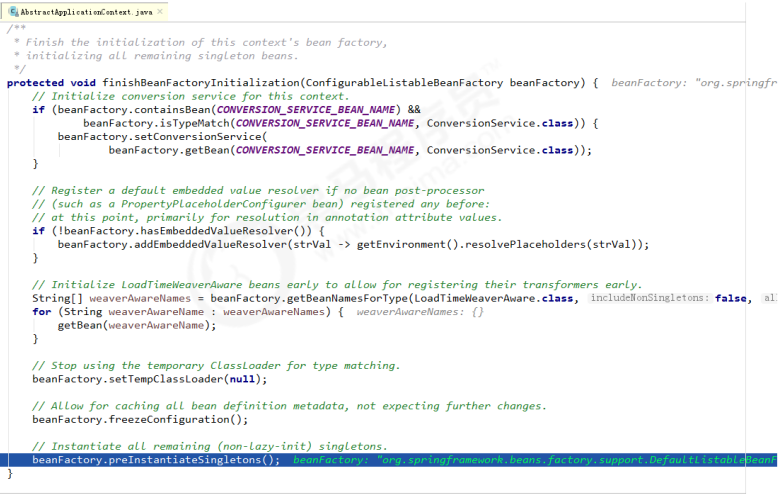 AbstractApplicationContext.java
/**
 * Finish the initialization of this context's bean factory,
 * initializing all remaining singleton beans.
 */
protected void finishBeanFactoryInitialization(ConfigurableListableBeanFactory beanFactory) { beanFactory: "org.springfr
    // Initialize conversion service for this context.
    if (beanFactory.containsBean(CONVERSION_SERVICE_BEAN_NAME) &&
            beanFactory.isTypeMatch(CONVERSION_SERVICE_BEAN_NAME, ConversionService.class)) {
        beanFactory.setConversionService(
                beanFactory.getBean(CONVERSION_SERVICE_BEAN_NAME, ConversionService.class));
    }
    // Register a default embedded value resolver if no bean post-processor
    // (such as a PropertyPlaceholderConfigurer bean) registered any before:
    // at this point, primarily for resolution in annotation attribute values.
    if (!beanFactory.hasEmbeddedValueResolver()) {
        beanFactory.addEmbeddedValueResolver(strVal -> getEnvironment().resolvePlaceholders(strVal));
    }
    // Initialize LoadTimeWeaverAware beans early to allow for registering their transformers early.
    String[] weaverAwareNames = beanFactory.getBeanNamesForType(LoadTimeWeaverAware.class, includeNonSingletons: false, al
    for (String weaverAwareName : weaverAwareNames) { weaverAwareNames: {}
        getBean(weaverAwareName);
    }
    // Stop using the temporary ClassLoader for type matching.
    beanFactory.setTempClassLoader(null);
    // Allow for caching all bean definition metadata, not expecting further changes.
    beanFactory.freezeConfiguration();
    // Instantiate all remaining (non-lazy-init) singletons.
    beanFactory.preInstantiateSingletons(); beanFactory: "org.springframework.beans.factory.support.DefaultListableBeanF
}